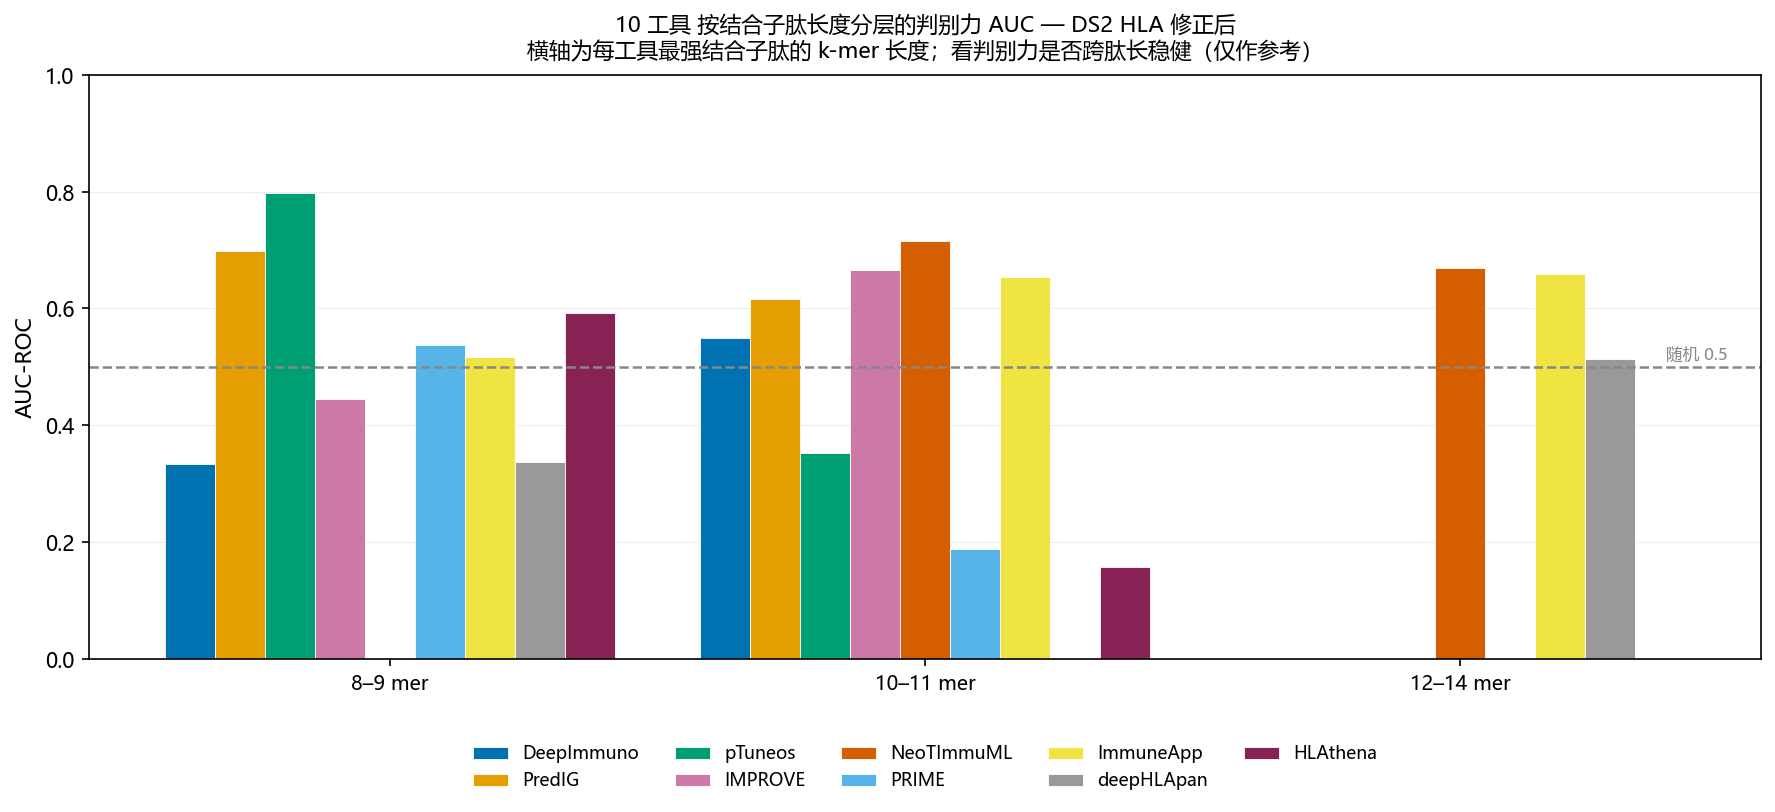 10 工具 按结合子肽长度分层的判别力 AUC — DS2 HLA 修正后
横轴为每工具最强结合子肽的 k-mer 长度；看判别力是否跨肽长稳健（仅作参考）
1.0
0.8
0.6
0.4
0.2
0.0
AUC-ROC
随机 0.5
8–9 mer
10–11 mer
12–14 mer
DeepImmuno
PredIG
pTuneos
IMPROVE
NeoTImmuML
PRIME
ImmuneApp
deepHLApan
HLAthena